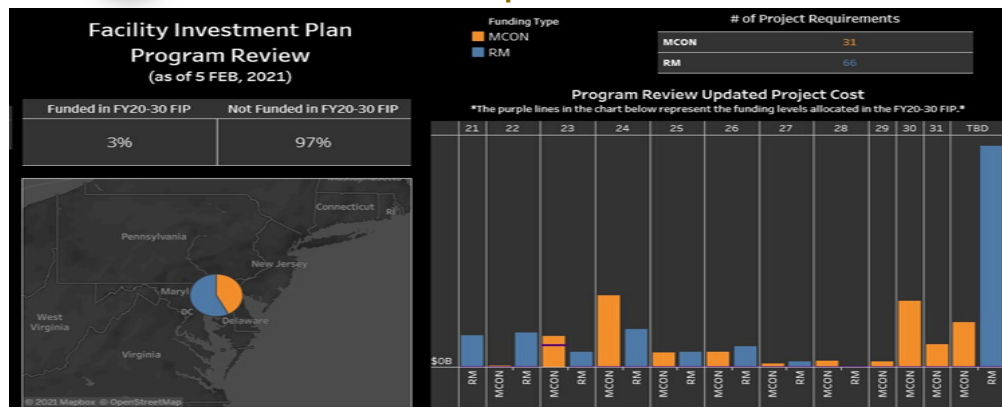 Facility Investment Plan
Program Review
(as of 5 FEB, 2021)
Funded in FY20-30 FIP
Not Funded in FY20-30 FIP
3%
97%
Connecticut
RI
Pennsylvania
New Jersey
Maryl
DC
Delaware
West
Virginia
Virginia
© 2021 Mapbox © OpenStreetMap
Funding Type
MCON
RM
# of Project Requirements
MCON 31
RM 66
Program Review Updated Project Cost
*The purple lines in the chart below represent the funding levels allocated in the FY20-30 FIP.*
21 22 23 24 25 26 27 28 29 30 31 TBD
$0B
RM MCON RM MCON RM MCON RM MCON RM MCON RM MCON RM MCON RM MCON MCON MCON MCON RM